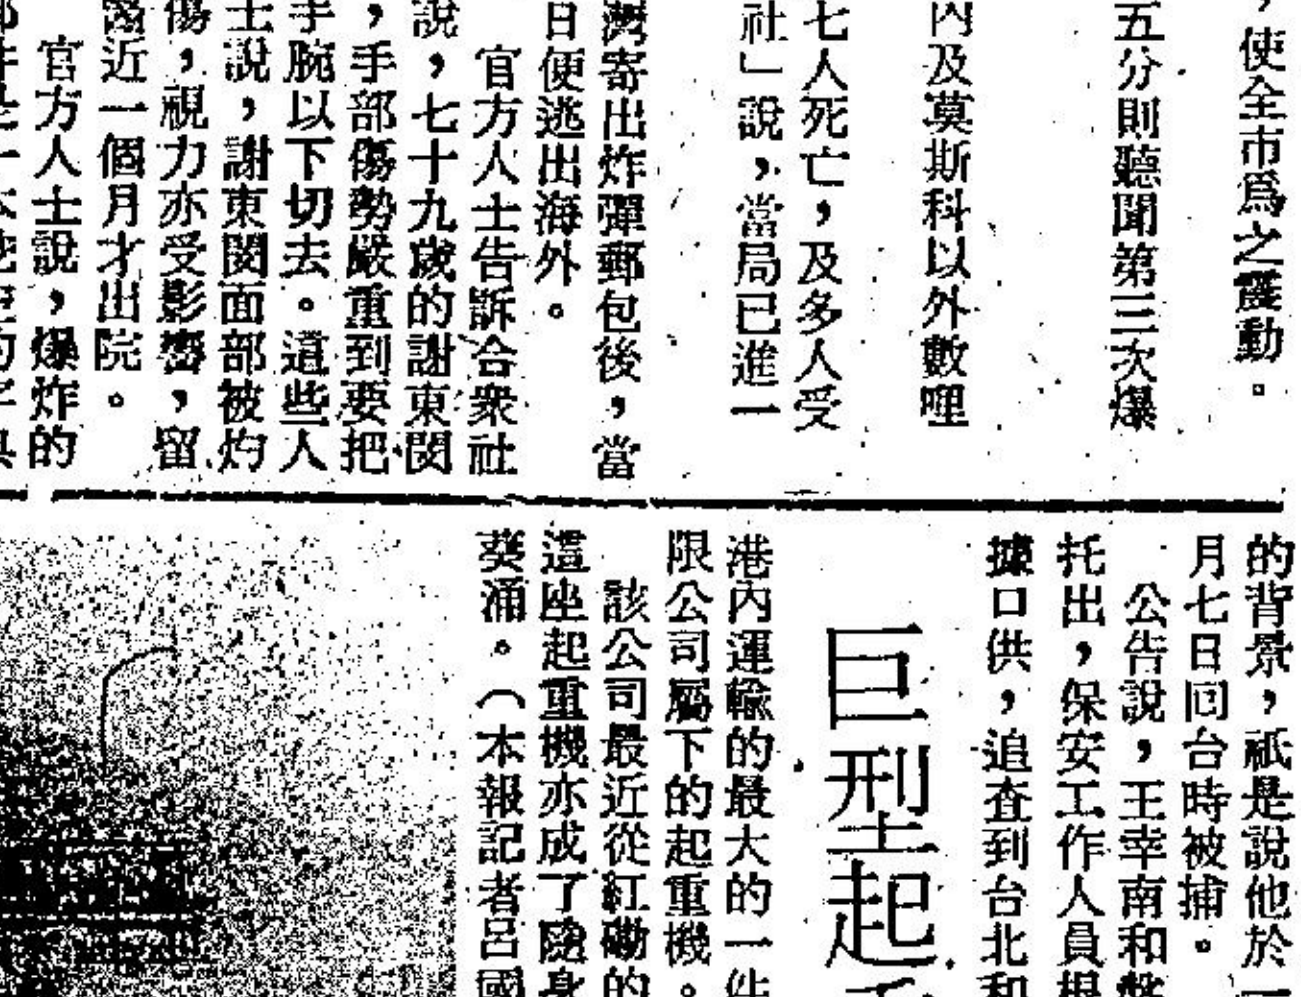 ，使全市爲之震動。
五分則聽聞第三次爆
內及莫斯科以外數哩
七人死亡，及多人受
社」說，當局已進一
灣寄出炸彈郵包後，當
日便逃出海外。
官方人士告訴合衆社
說，七十九歲的謝東閔
，手部傷勢嚴重到要把
手腕以下切去。這些人
士說，謝東閔面部被灼
傷，視力亦受影響，留
近一個月才出院。
官方人士說，爆炸的
的背景，祇是說他於一
月七日回台時被捕。
公告說，王幸南和
托出，保安工作人員根
據口供，追查到台北和
巨型起
港內運輸的最大的一件
限公司屬下的起重機。
該公司最近從紅磡的
這座起重機亦成了隨身
葵涌。（本報記者呂國